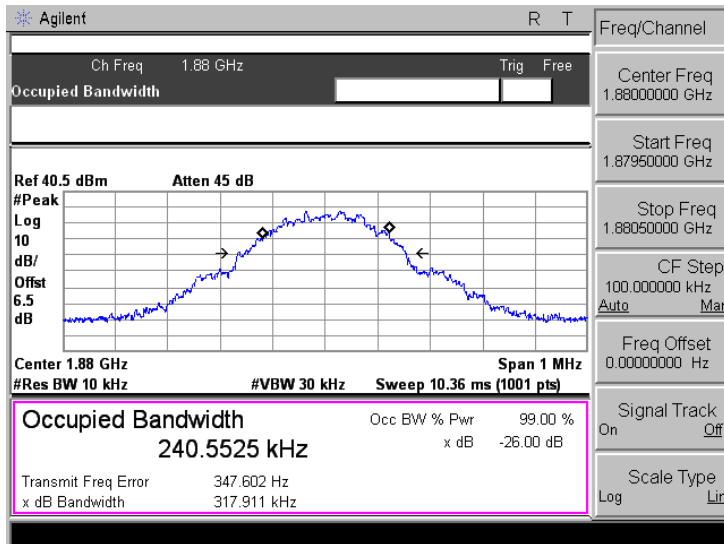 Agilent R T
Freq/Channel
Ch Freq 1.88 GHz Trig Free
Occupied Bandwidth
Center Freq
1.88000000 GHz
Start Freq
1.87950000 GHz
Stop Freq
1.88050000 GHz
CF Step
100.000000 kHz
Auto Man
Freq Offset
0.00000000 Hz
Signal Track
On Off
Scale Type
Log Lin
Ref 40.5 dBm Atten 45 dB
#Peak
Log
10
dB/
Offst
6.5
dB
Center 1.88 GHz Span 1 MHz
#Res BW 10 kHz #VBW 30 kHz Sweep 10.36 ms (1001 pts)
Occupied Bandwidth Occ BW % Pwr 99.00 %
240.5525 kHz x dB -26.00 dB
Transmit Freq Error 347.602 Hz
x dB Bandwidth 317.911 kHz